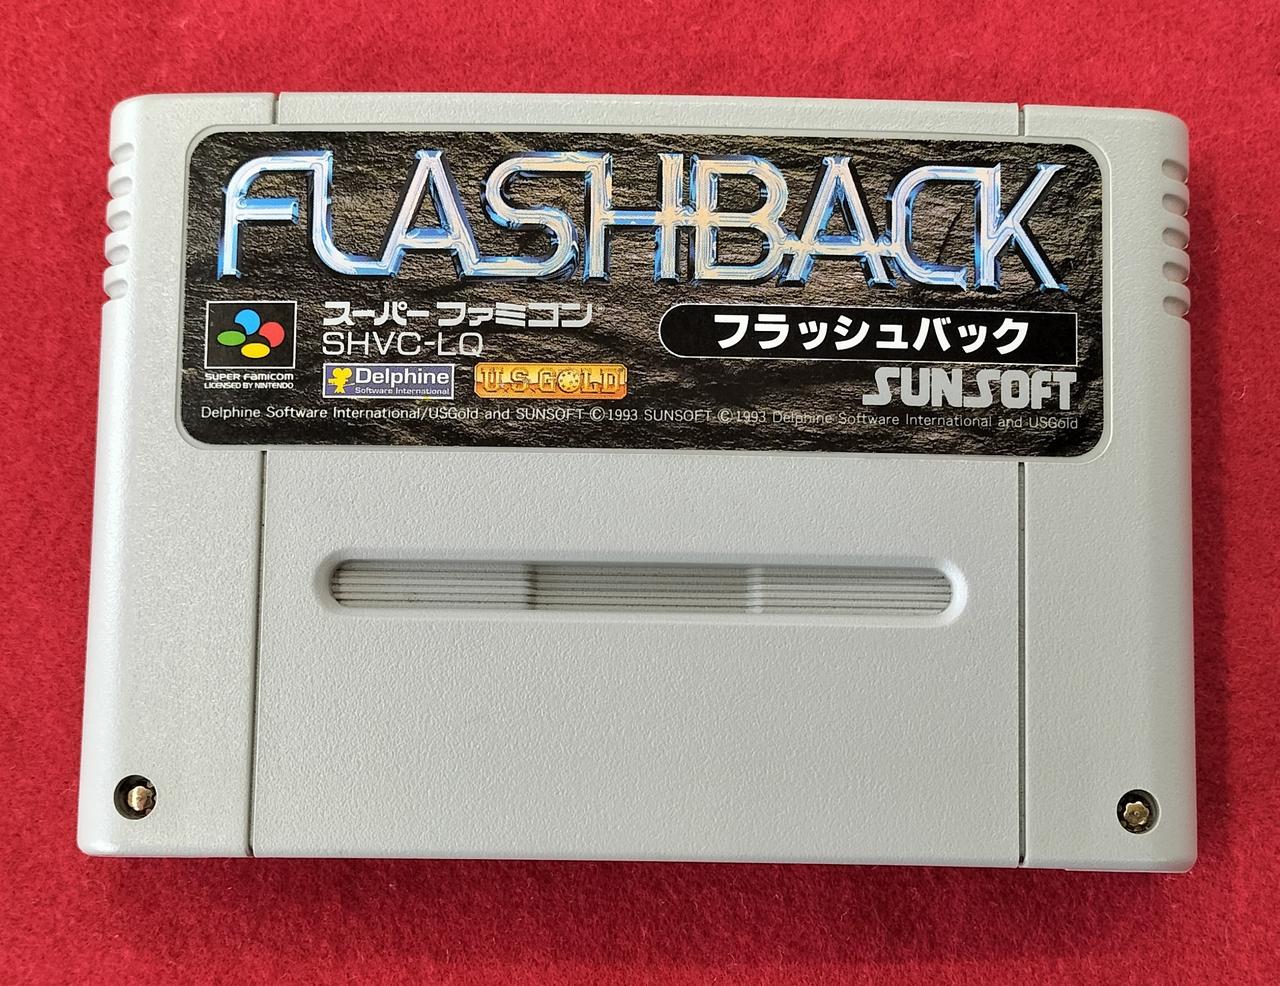 FLASHBACK
スーパーファミコン
SHVC-LQ
フラッシュバック
SUPER FAMICOM
LICENSED BY NINTENDO
Delphine
Software International
U.S. GOLD
SUNSOFT
Delphine Software International/USGold and SUNSOFT ©1993 SUNSOFT ©1993 Delphine Software International and USGold